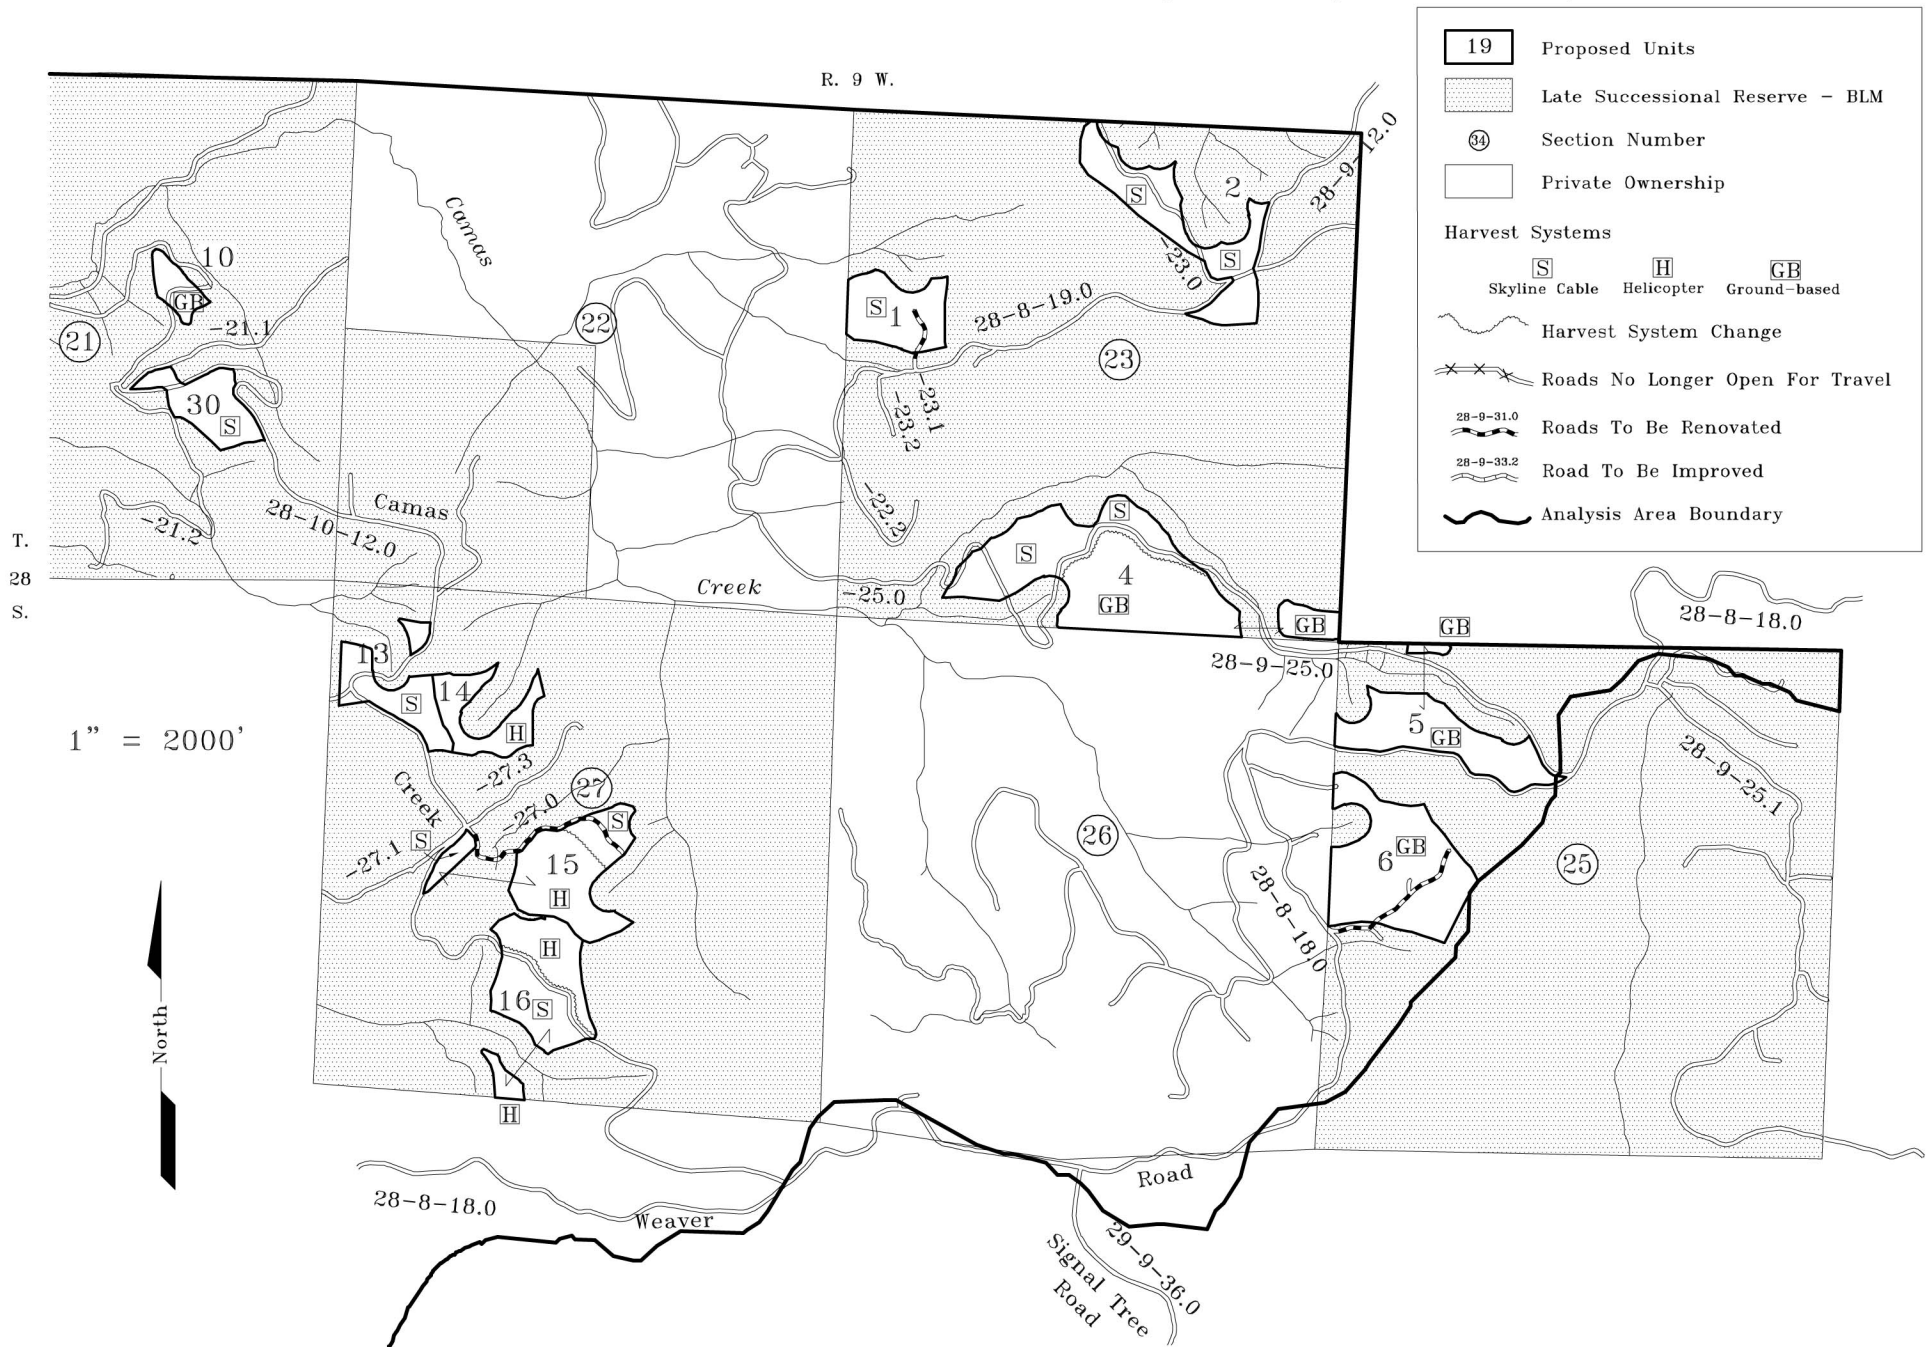 R. 9 W.
19 Proposed Units
Late Successional Reserve - BLM
34 Section Number
Private Ownership
Harvest Systems
S H GB
Skyline Cable Helicopter Ground-based
Harvest System Change
Roads No Longer Open For Travel
28-9-31.0
Roads To Be Renovated
28-9-33.2
Road To Be Improved
Analysis Area Boundary
28-9-12.0
2
S
S
-23.0
Camas
10
GB
-21.1
21
22
S
1
28-8-19.0
23
-23.1
-23.2
30
S
Camas
28-10-12.0
-21.2
-22.2
S
S
4
GB
T.
28
S.
Creek
-25.0
GB
GB
28-8-18.0
28-9-25.0
13
14
S
H
1" = 2000'
5
GB
28-9-25.1
-27.3
27
Creek
-27.0
S
S
-27.1
15
H
26
6
GB
25
28-8-18.0
H
16
S
H
North
28-8-18.0
Weaver
Road
29-9-36.0
Signal Tree
Road